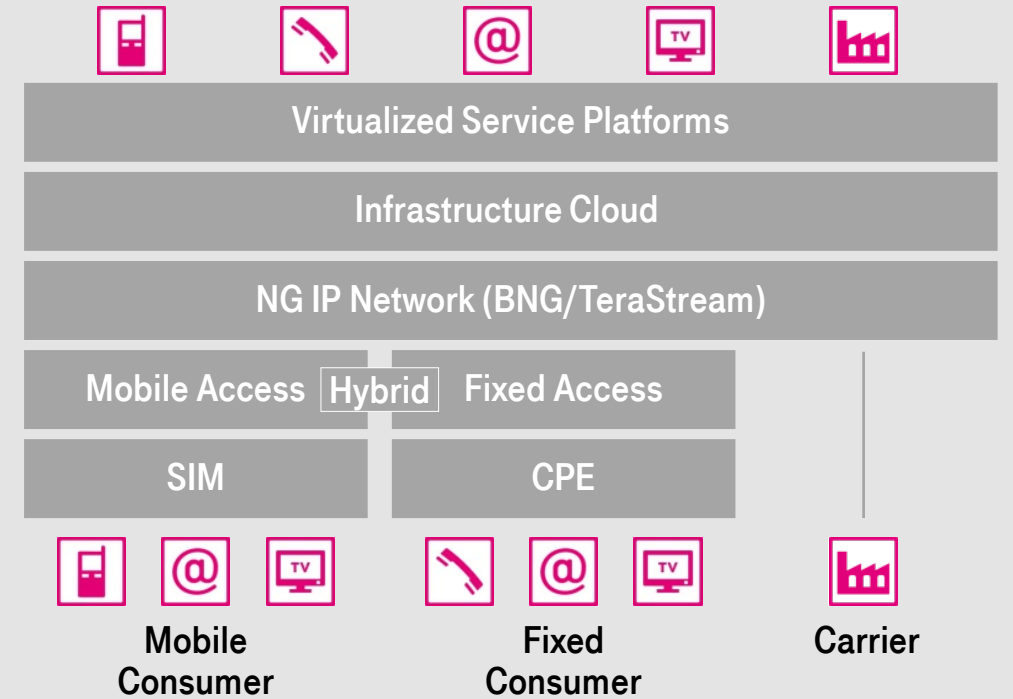 @
TV
Virtualized Service Platforms
Infrastructure Cloud
NG IP Network (BNG/TeraStream)
Mobile Access Hybrid Fixed Access
SIM
CPE
@
TV
@
TV
Mobile
Consumer
Fixed
Consumer
Carrier